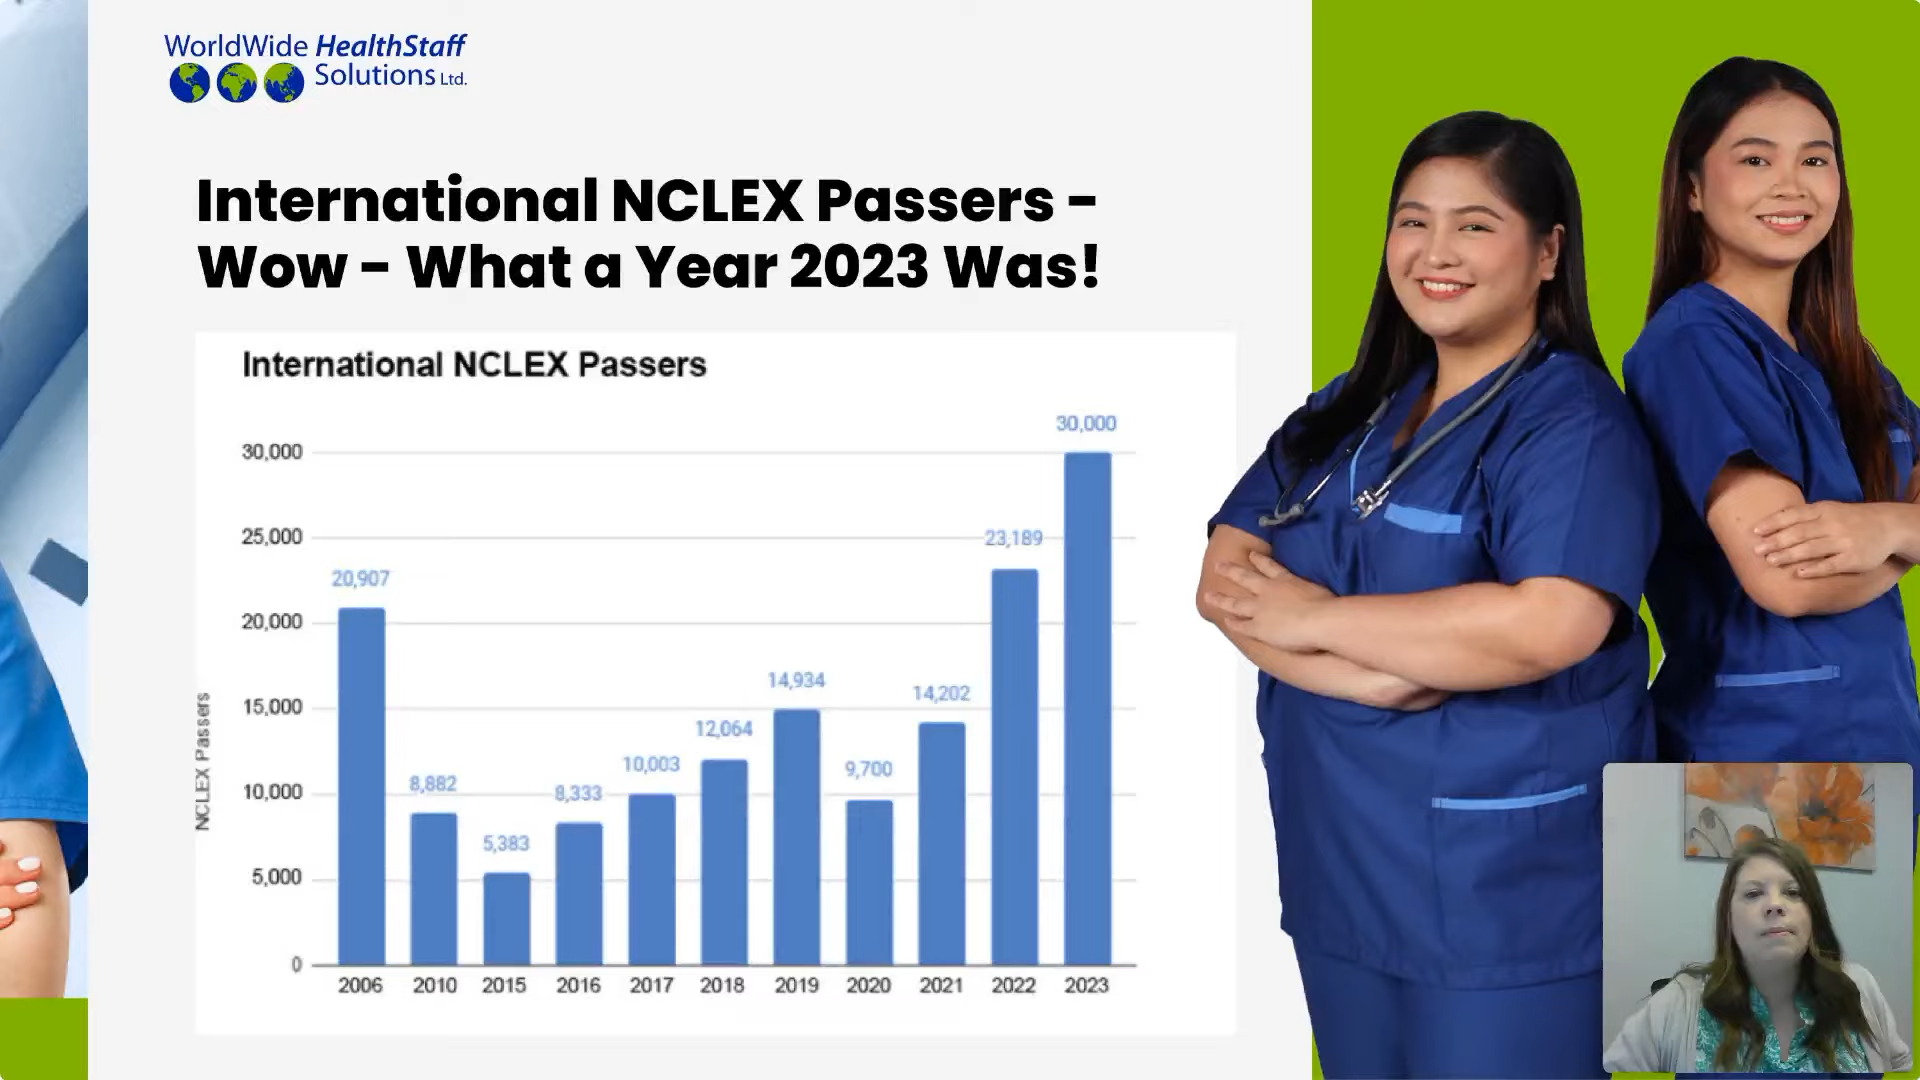 WorldWide HealthStaff
Solutions Ltd.
International NCLEX Passers -
Wow - What a Year 2023 Was!
International NCLEX Passers
30,000
30,000
25,000
23,189
20,907
20,000
14,934
14,202
15,000
12,064
10,003
9,700
8,882
8,333
10,000
5,383
5,000
0
NCLEX Passers
2006 2010 2015 2016 2017 2018 2019 2020 2021 2022 2023